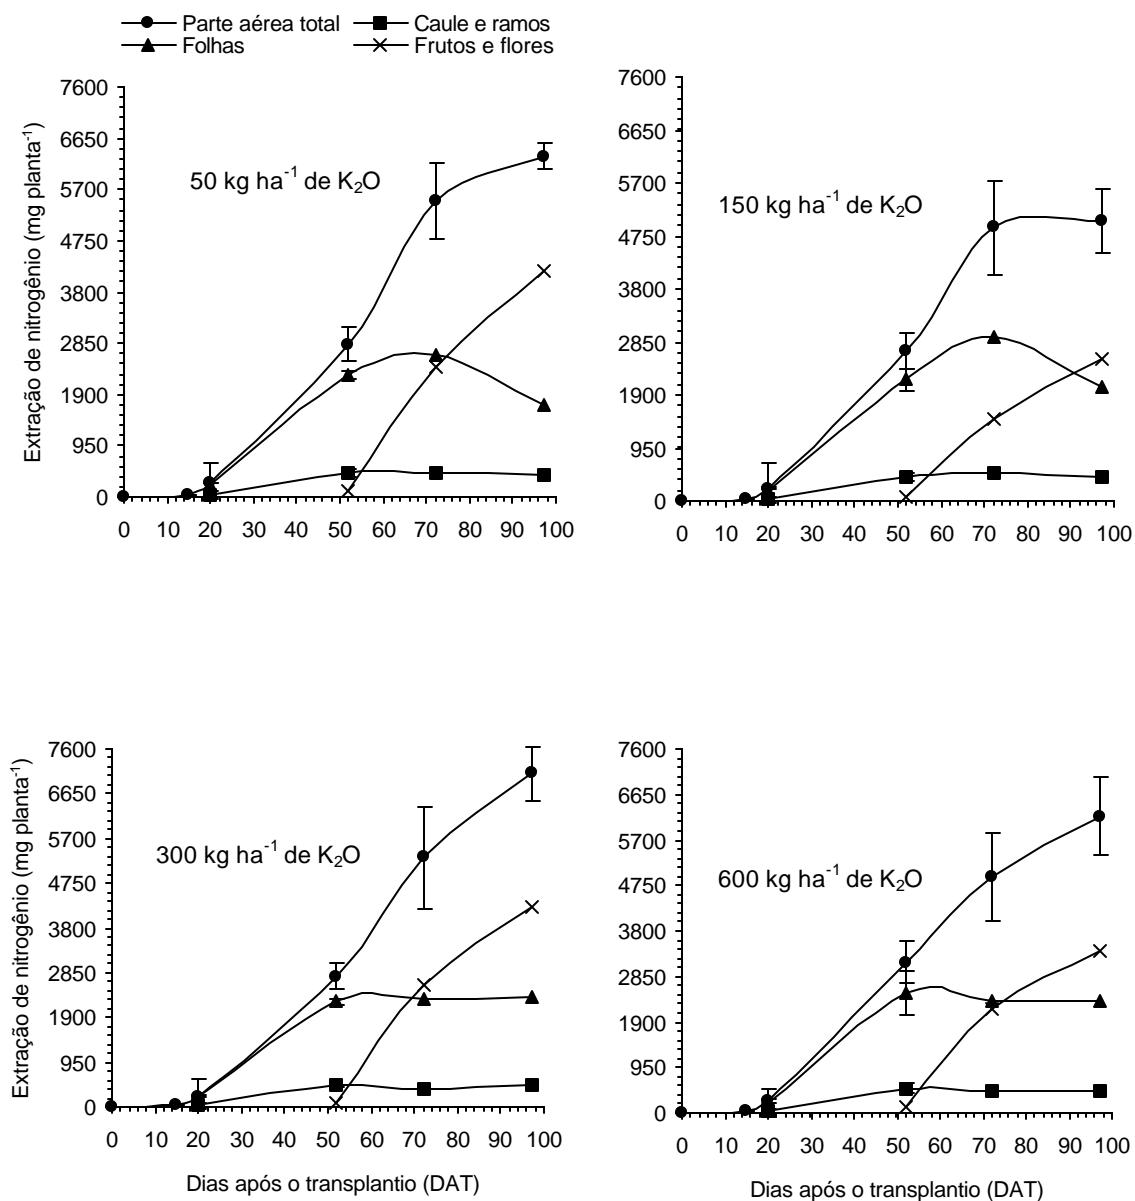 Parte aérea total Caule e ramos
Folhas Frutos e flores
Extração de nitrogênio (mg planta⁻¹)
7600
6650
5700
4750
3800
2850
1900
950
0
50 kg ha⁻¹ de K₂O
0 10 20 30 40 50 60 70 80 90 100
7600
6650
5700
4750
3800
2850
1900
950
0
150 kg ha⁻¹ de K₂O
0 10 20 30 40 50 60 70 80 90 100
Extração de nitrogênio (mg planta⁻¹)
7600
6650
5700
4750
3800
2850
1900
950
0
300 kg ha⁻¹ de K₂O
0 10 20 30 40 50 60 70 80 90 100
Dias após o transplantio (DAT)
7600
6650
5700
4750
3800
2850
1900
950
0
600 kg ha⁻¹ de K₂O
0 10 20 30 40 50 60 70 80 90 100
Dias após o transplantio (DAT)